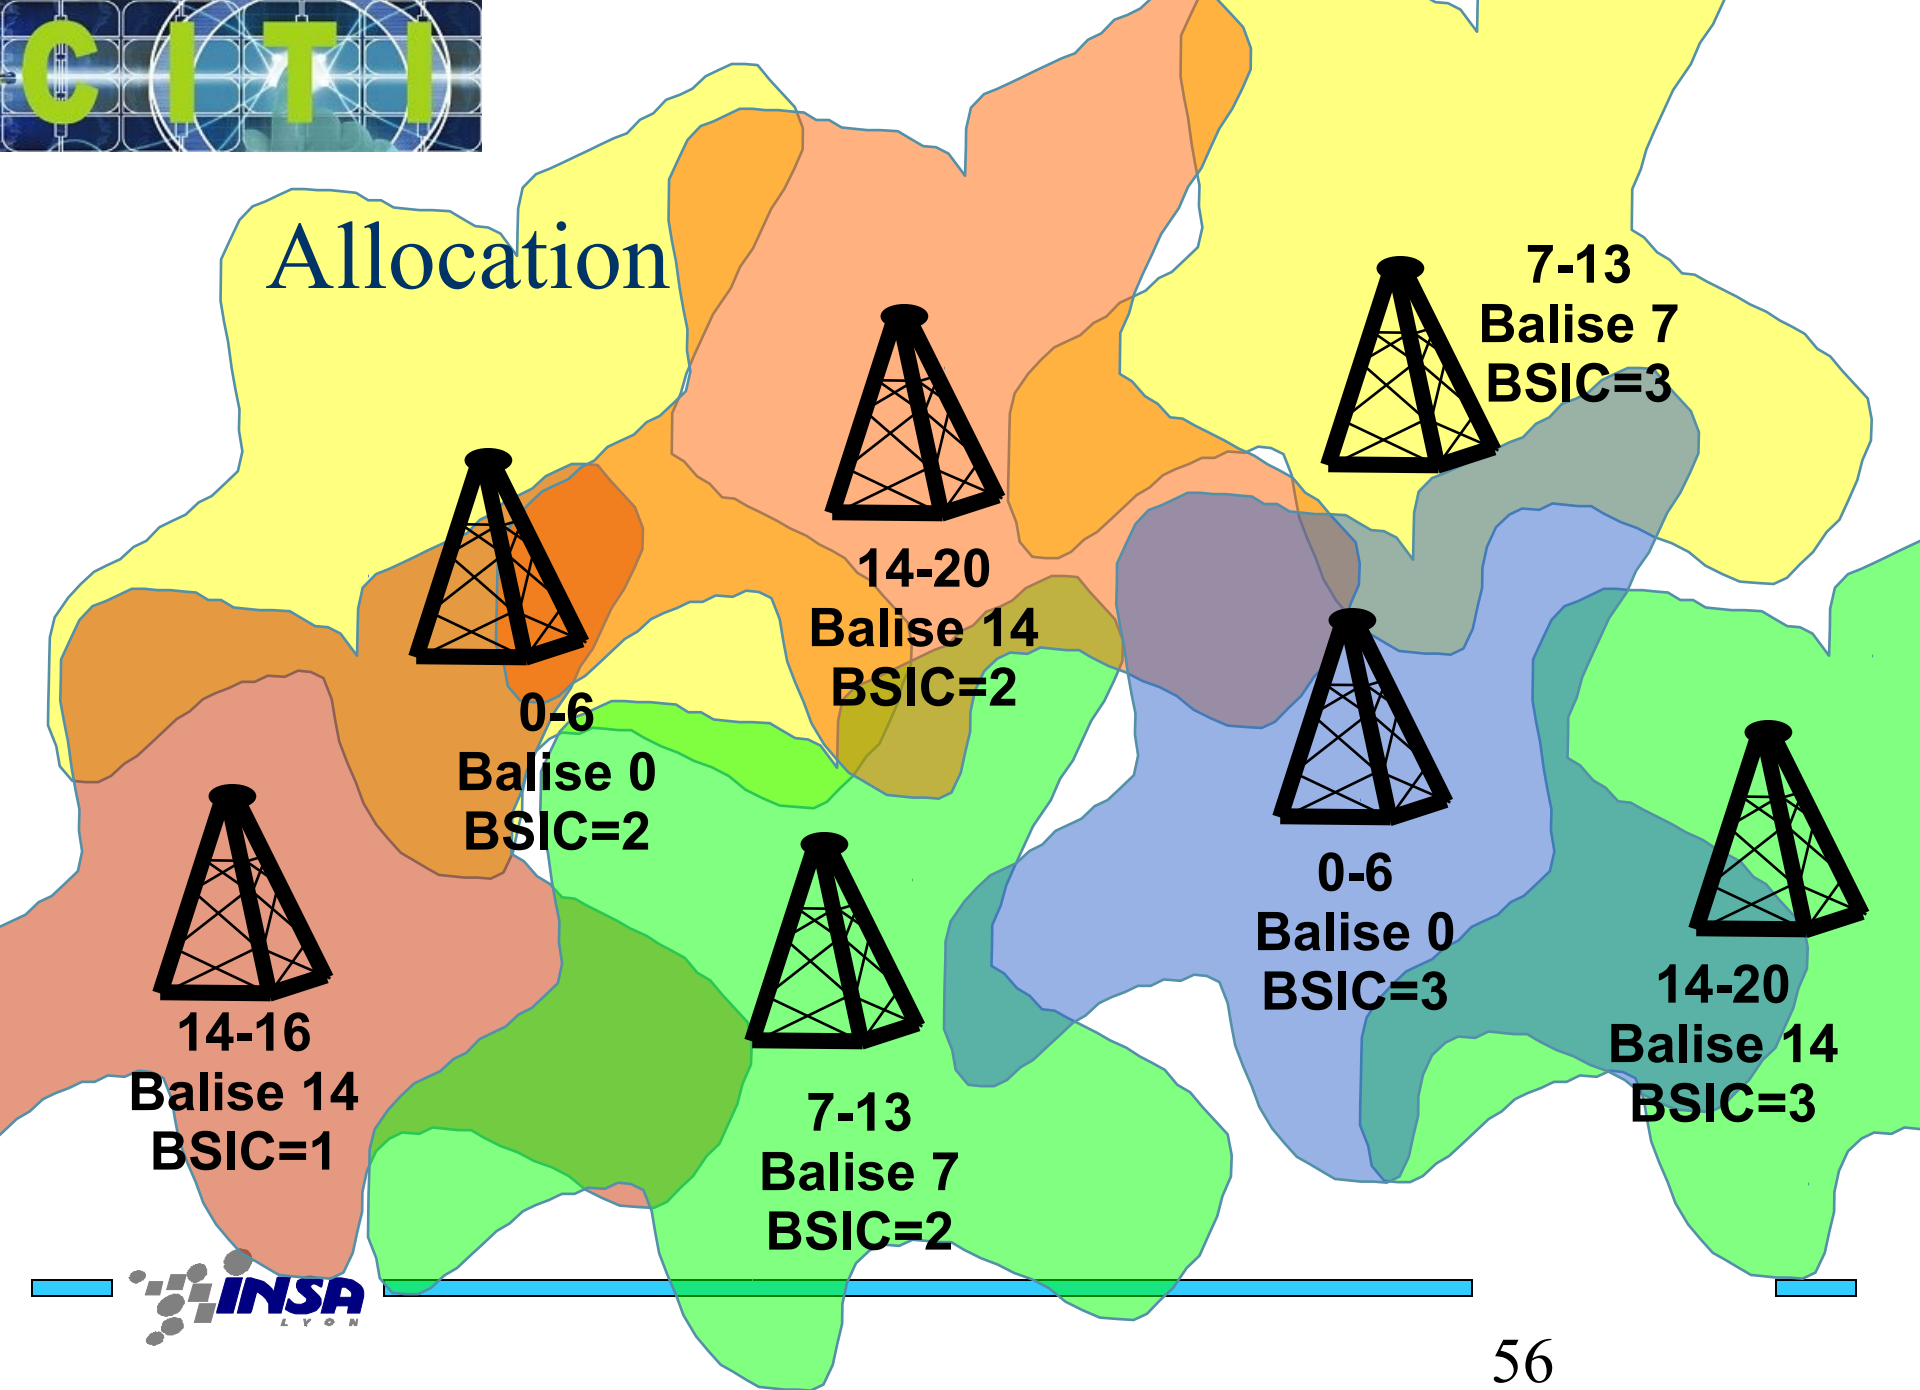 CITI
Allocation
7-13
Balise 7
BSIC=3
14-20
Balise 14
BSIC=2
0-6
Balise 0
BSIC=2
0-6
Balise 0
BSIC=3
14-20
Balise 14
BSIC=3
14-16
Balise 14
BSIC=1
7-13
Balise 7
BSIC=2
INSA
LYON
56